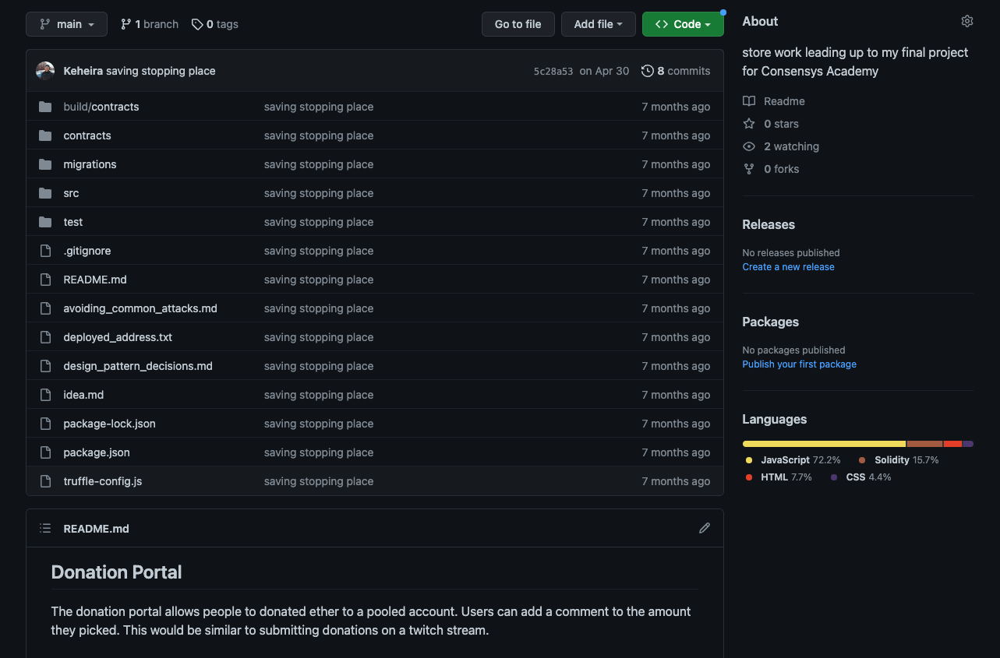 main 1 branch 0 tags Go to file Add file Code
Keheira saving stopping place 5c28a53 on Apr 30 8 commits
build/contracts saving stopping place 7 months ago
contracts saving stopping place 7 months ago
migrations saving stopping place 7 months ago
src saving stopping place 7 months ago
test saving stopping place 7 months ago
.gitignore saving stopping place 7 months ago
README.md saving stopping place 7 months ago
avoiding_common_attacks.md saving stopping place 7 months ago
deployed_address.txt saving stopping place 7 months ago
design_pattern_decisions.md saving stopping place 7 months ago
idea.md saving stopping place 7 months ago
package-lock.json saving stopping place 7 months ago
package.json saving stopping place 7 months ago
truffle-config.js saving stopping place 7 months ago
README.md
Donation Portal
The donation portal allows people to donated ether to a pooled account. Users can add a comment to the amount
they picked. This would be similar to submitting donations on a twitch stream.
About
store work leading up to my final project
for Consensys Academy
Readme
0 stars
2 watching
0 forks
Releases
No releases published
Create a new release
Packages
No packages published
Publish your first package
Languages
JavaScript 72.2% Solidity 15.7%
HTML 7.7% CSS 4.4%